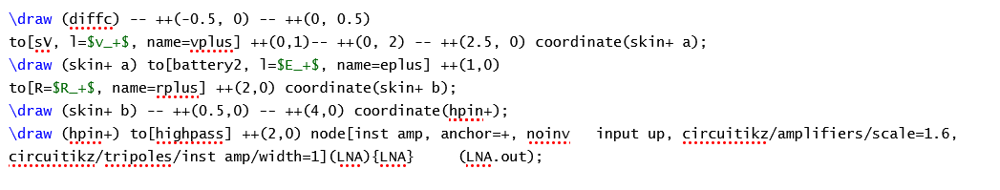 \draw (diffc) -- ++(-0.5, 0) -- ++(0, 0.5)
to[sV, l=$v_+$, name=vplus] ++(0,1)-- ++(0, 2) -- ++(2.5, 0) coordinate(skin+ a);
\draw (skin+ a) to[battery2, l=$E_+$, name=eplus] ++(1,0)
to[R=$R_+$, name=rplus] ++(2,0) coordinate(skin+ b);
\draw (skin+ b) -- ++(0.5,0) -- ++(4,0) coordinate(hpin+);
\draw (hpin+) to[highpass] ++(2,0) node[inst amp, anchor=+, noinv   input up, circuitikz/amplifiers/scale=1.6,
circuitikz/tripoles/inst amp/width=1](LNA){LNA}     (LNA.out);